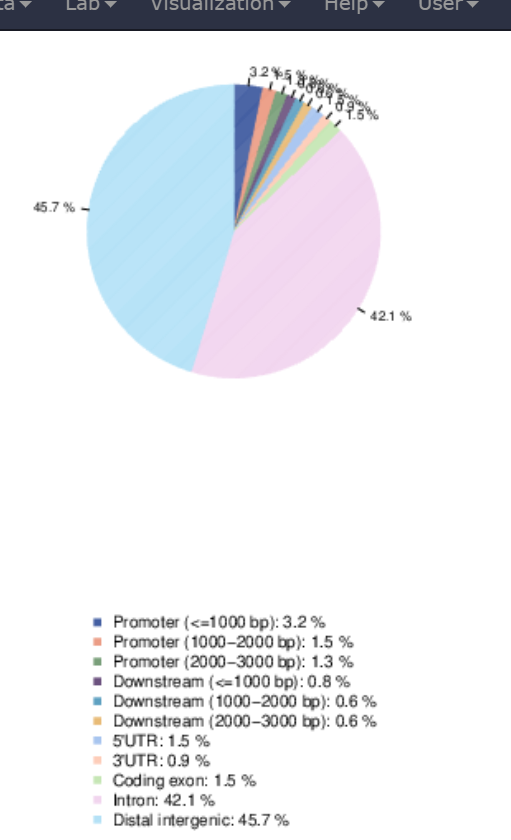 Lab
Visualization
Help
User
3.2 %
1.5 %
45.7 %
42.1 %
Promoter (<=1000 bp): 3.2 %
Promoter (1000−2000 bp): 1.5 %
Promoter (2000−3000 bp): 1.3 %
Downstream (<=1000 bp): 0.8 %
Downstream (1000−2000 bp): 0.6 %
Downstream (2000−3000 bp): 0.6 %
5'UTR: 1.5 %
3'UTR: 0.9 %
Coding exon: 1.5 %
Intron: 42.1 %
Distal intergenic: 45.7 %